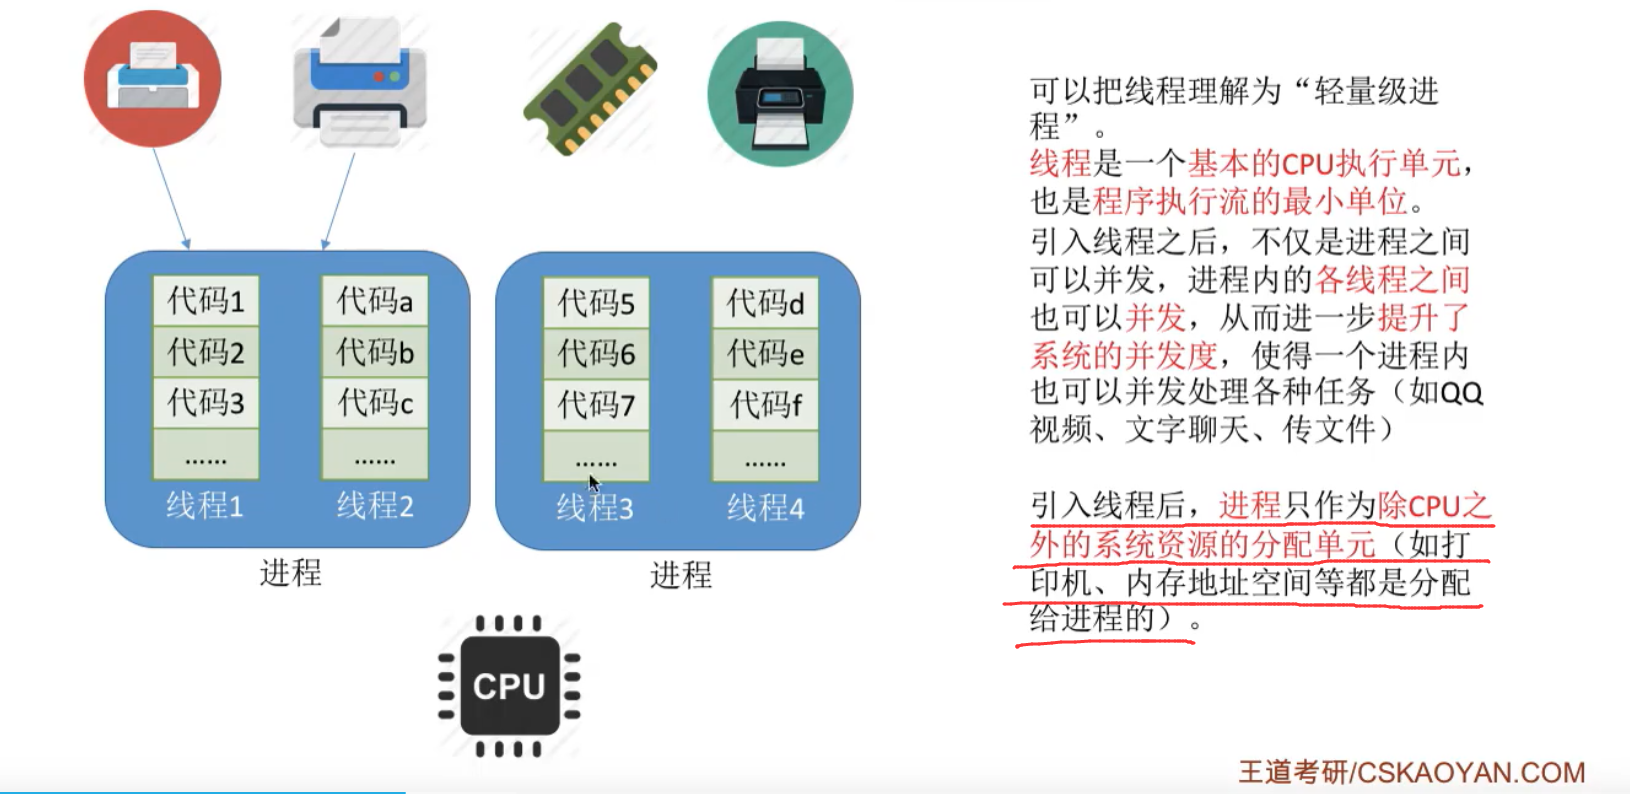 可以把线程理解为“轻量级进
程”。
线程是一个基本的CPU执行单元，
也是程序执行流的最小单位。
引入线程之后，不仅是进程之间
可以并发，进程内的各线程之间
也可以并发，从而进一步提升了
系统的并发度，使得一个进程内
也可以并发处理各种任务（如QQ
视频、文字聊天、传文件）
引入线程后，进程只作为除CPU之
外的系统资源的分配单元（如打
印机、内存地址空间等都是分配
给进程的）。
代码1
代码2
代码3
......
线程1
代码a
代码b
代码c
......
线程2
进程
代码5
代码6
代码7
......
线程3
代码d
代码e
代码f
......
线程4
进程
CPU
王道考研/CSKAOYAN.COM